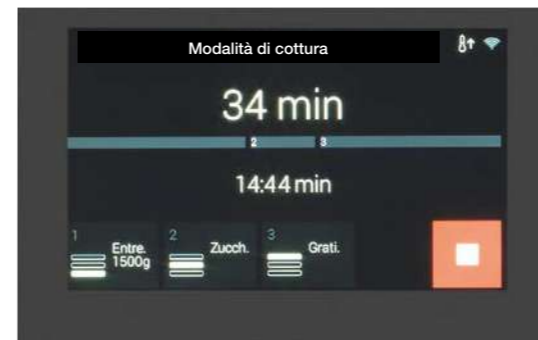 Modalità di cottura
34 min
2 3
14:44 min
1 Entre. 1500g
2 Zucch.
3 Grati.